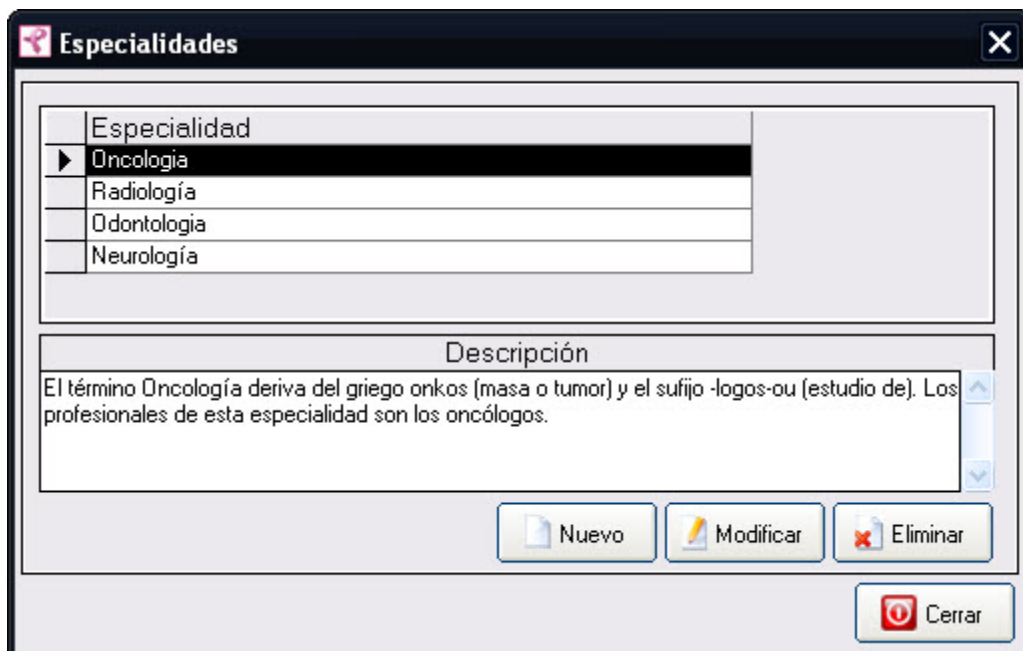 Especialidades
Especialidad
Oncologia
Radiología
Odontologia
Neurología
Descripción
El término Oncología deriva del griego onkos (masa o tumor) y el sufijo -logos-ou (estudio de). Los
profesionales de esta especialidad son los oncólogos.
Nuevo
Modificar
Eliminar
Cerrar